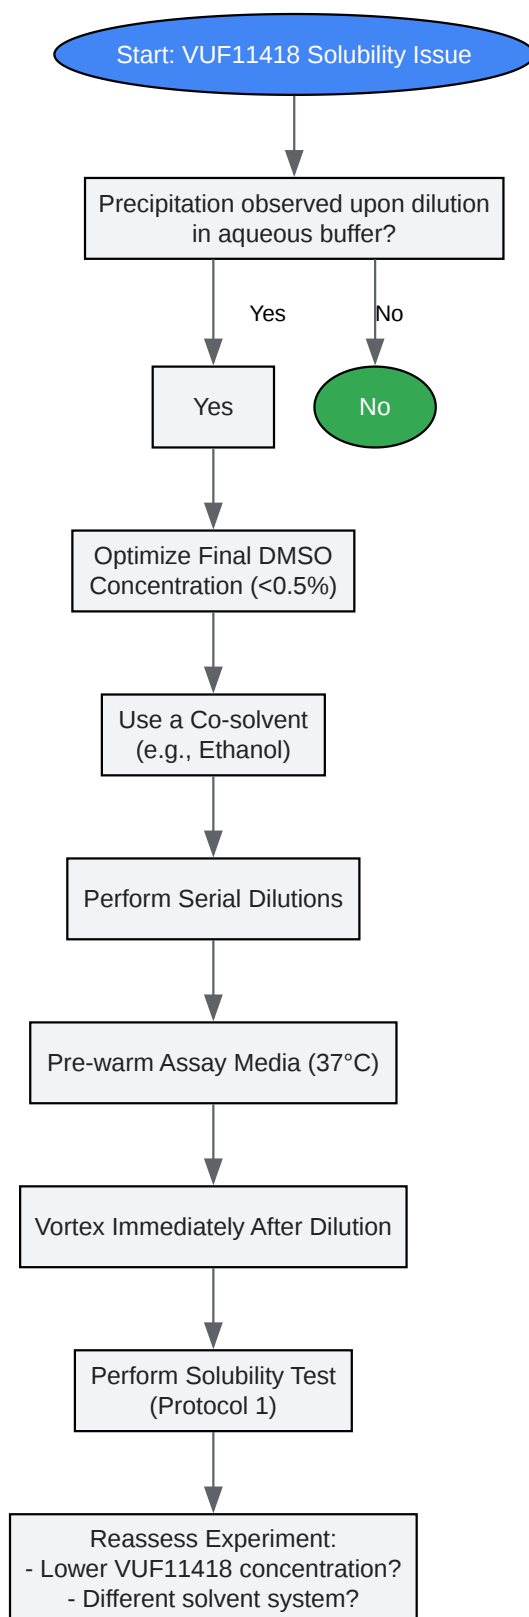 Start: VUF11418 Solubility Issue
Precipitation observed upon dilution
in aqueous buffer?
Yes
No
Yes
No
Optimize Final DMSO
Concentration (<0.5%)
Use a Co-solvent
(e.g., Ethanol)
Perform Serial Dilutions
Pre-warm Assay Media (37°C)
Vortex Immediately After Dilution
Perform Solubility Test
(Protocol 1)
Reassess Experiment:
- Lower VUF11418 concentration?
- Different solvent system?